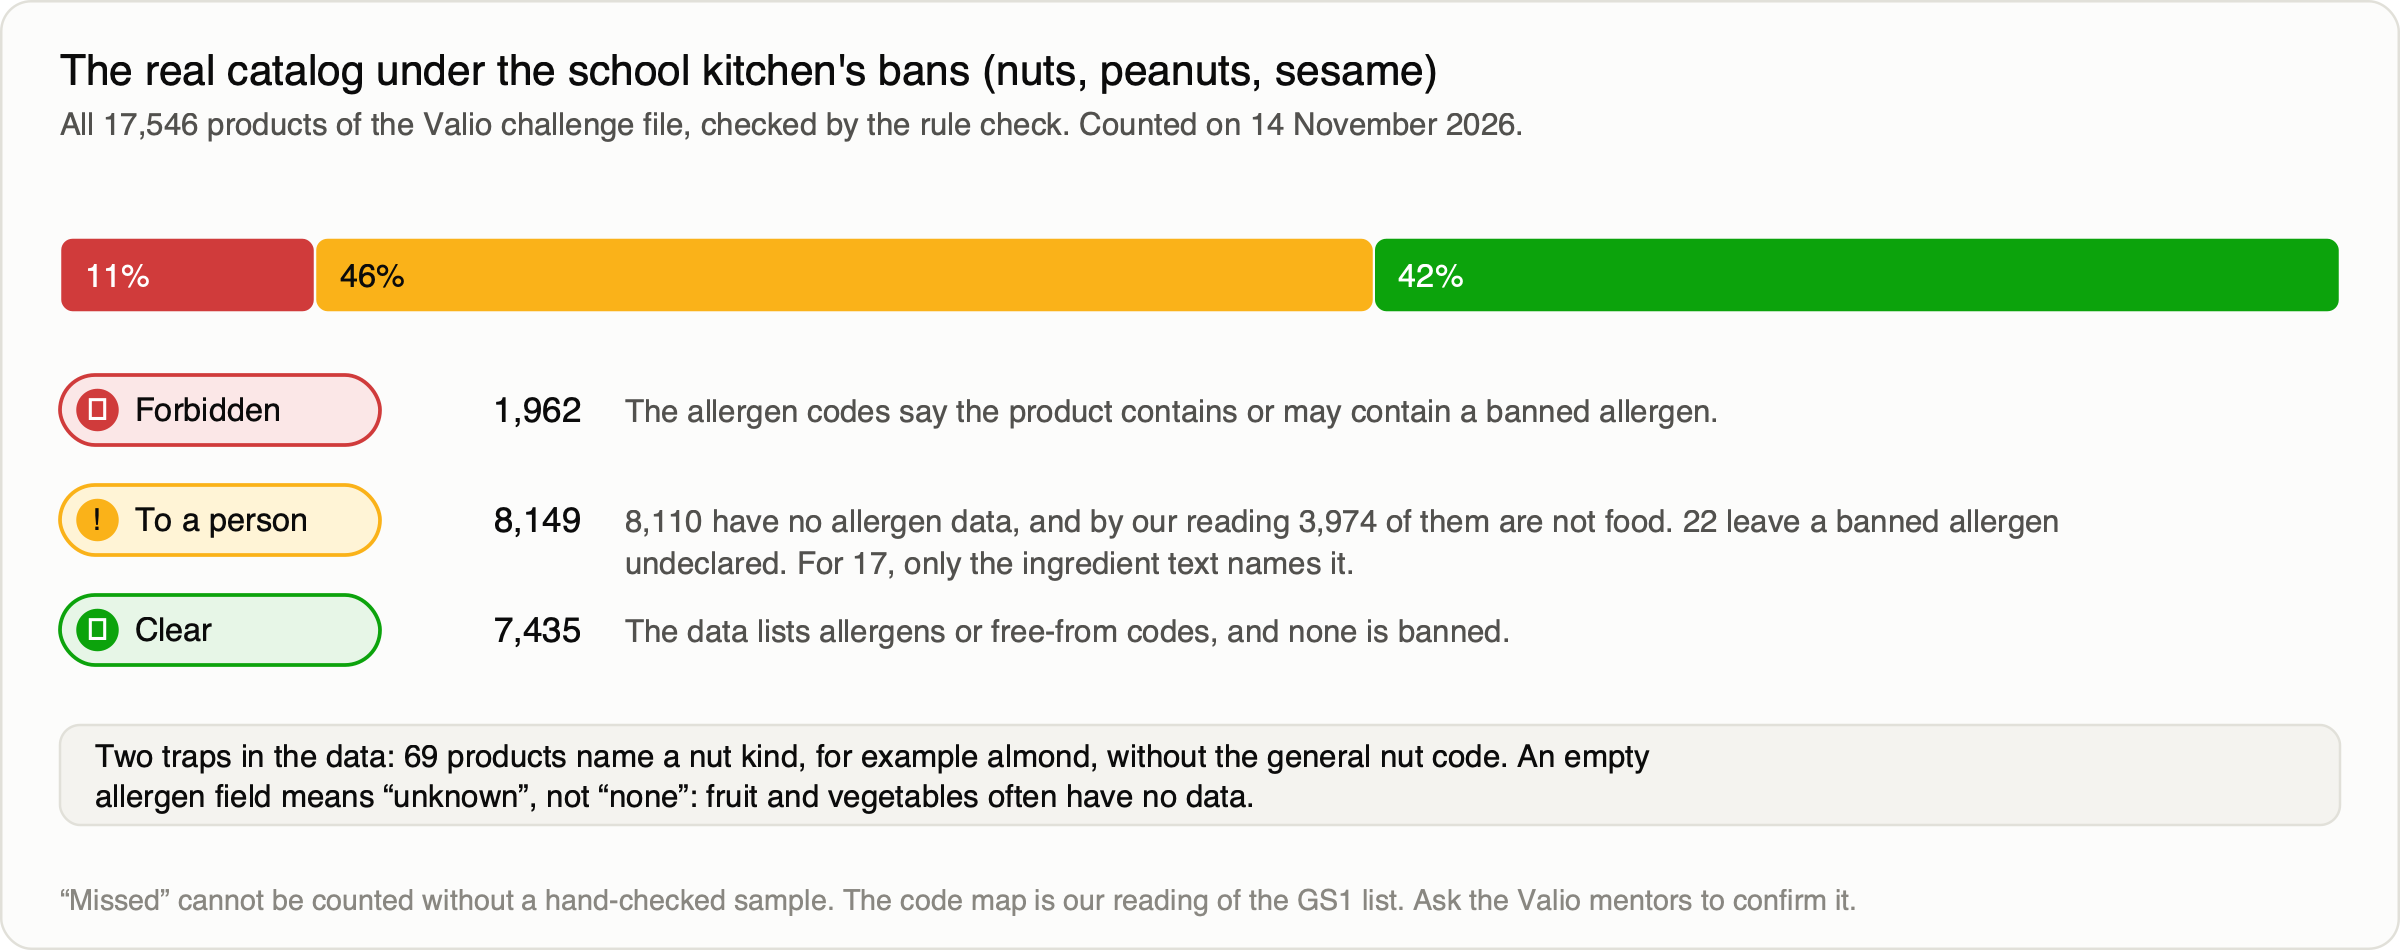 The real catalog under the school kitchen's bans (nuts, peanuts, sesame)
All 17,546 products of the Valio challenge file, checked by the rule check. Counted on 14 November 2026.
11%
46%
42%
Forbidden
1,962
The allergen codes say the product contains or may contain a banned allergen.
! To a person
8,149
8,110 have no allergen data, and by our reading 3,974 of them are not food. 22 leave a banned allergen
undeclared. For 17, only the ingredient text names it.
Clear
7,435
The data lists allergens or free-from codes, and none is banned.
Two traps in the data: 69 products name a nut kind, for example almond, without the general nut code. An empty
allergen field means “unknown”, not “none”: fruit and vegetables often have no data.
“Missed” cannot be counted without a hand-checked sample. The code map is our reading of the GS1 list. Ask the Valio mentors to confirm it.